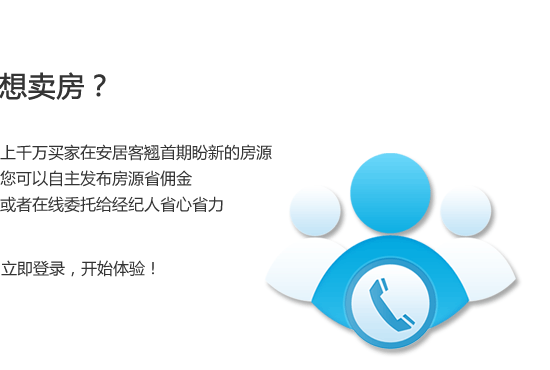 想卖房？
上千万买家在安居客翘首期盼新的房源
您可以自主发布房源省佣金
或者在线委托给经纪人省心省力
立即登录，开始体验！